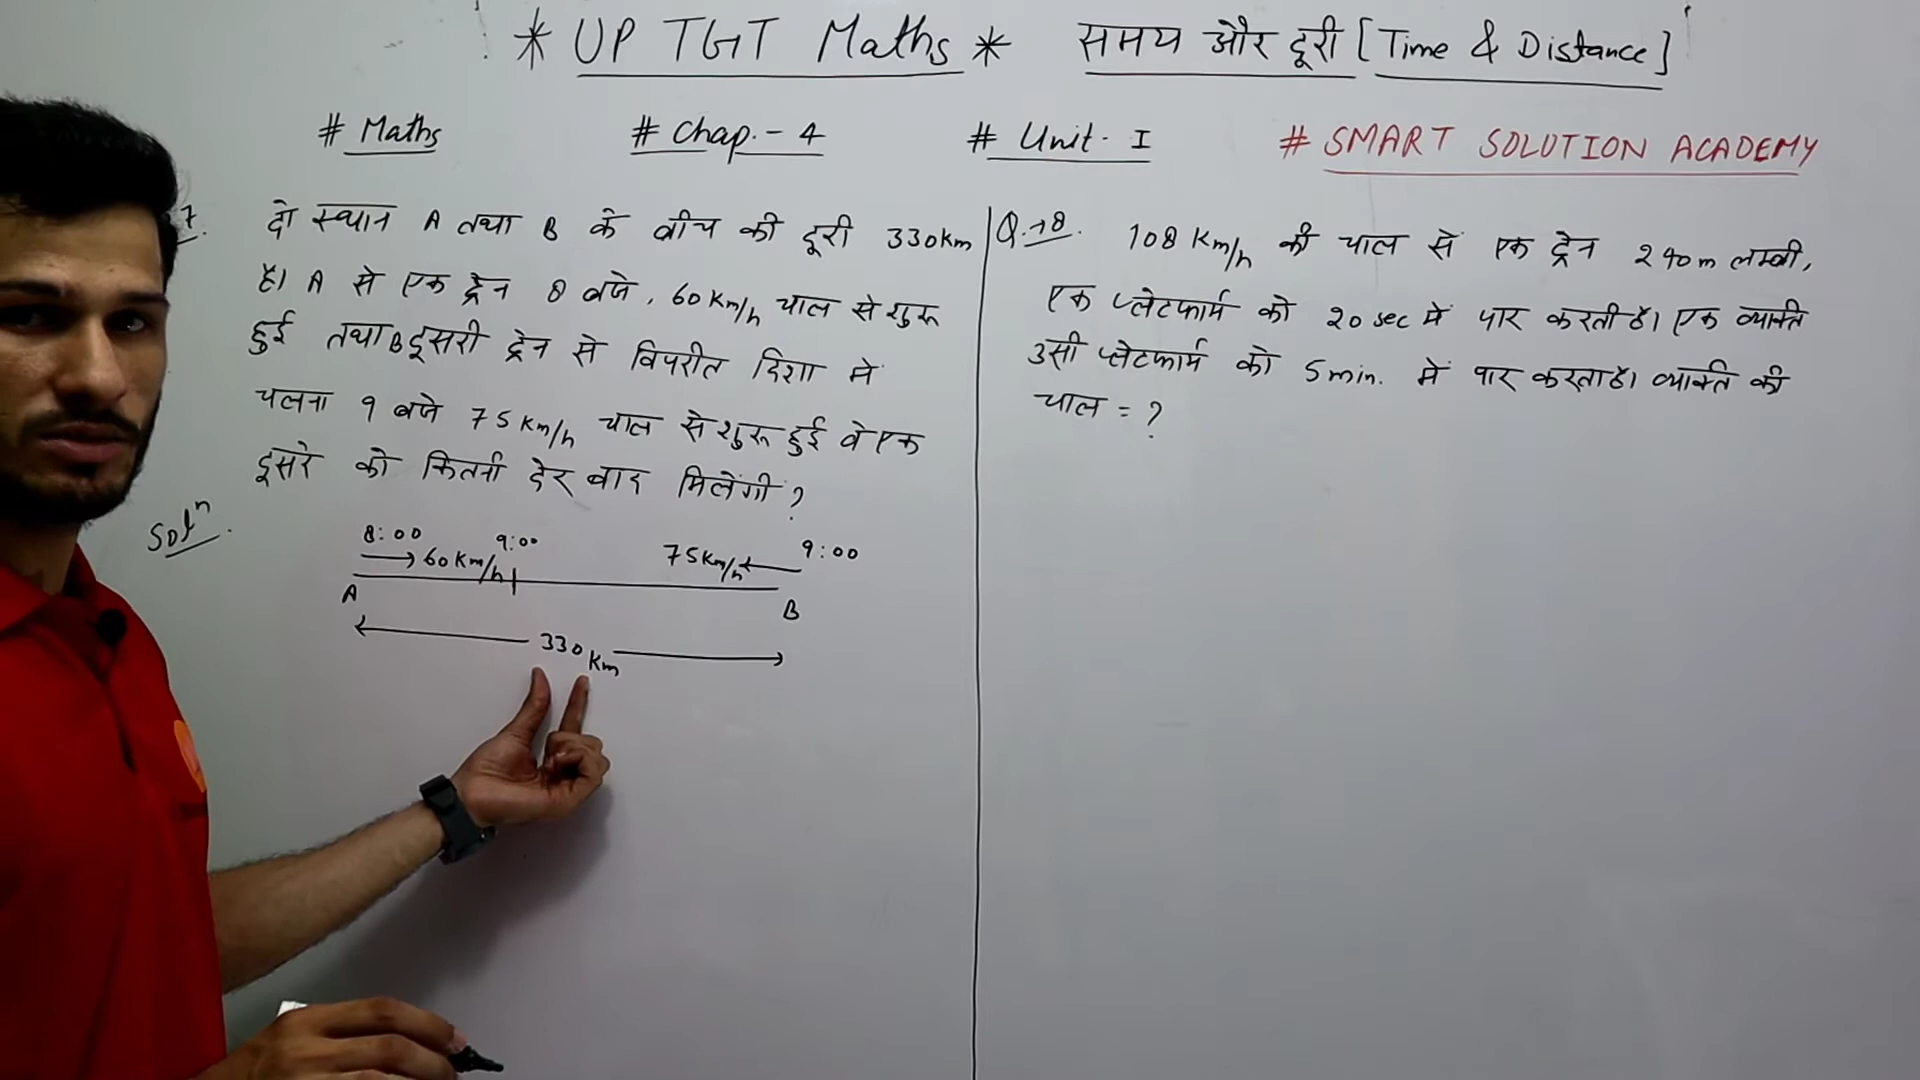 * UP TGT Maths * समय और दूरी [Time & Distance]
# Maths # Chap. - 4 # Unit - I # SMART SOLUTION ACADEMY
7. दो स्थान A तथा B के बीच की दूरी 330km
है। A से एक ट्रेन 8 बजे, 60 Km/h चाल से शुरू
हुई तथा B दूसरी ट्रेन से विपरीत दिशा मे
चलना 9 बजे 75 Km/h चाल से शुरू हुई वे एक
दूसरे को कितनी देर बाद मिलेंगी ?
Solⁿ.
8:00 9:00 9:00
60 Km/h 75 Km/h
A B
330 Km
Q.→8. 108 Km/h की चाल से एक ट्रेन 240m लम्बी,
एक प्लेटफार्म को 20 sec मे पार करती है। एक व्यक्ति
उसी प्लेटफार्म को 5 min. में पार करता है। व्यक्ति की
चाल = ?